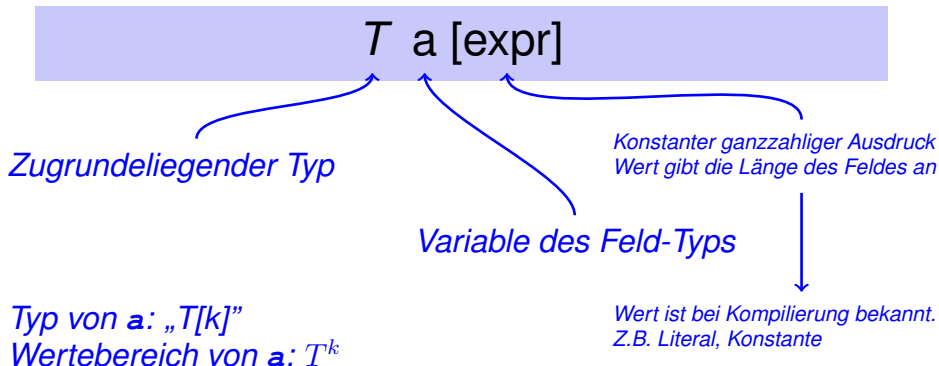 T a [expr]
Zugrundeliegender Typ
Konstanter ganzzahliger Ausdruck
Wert gibt die Länge des Feldes an
Variable des Feld-Typs
Wert ist bei Kompilierung bekannt.
Z.B. Literal, Konstante
Typ von a: „T[k]”
Wertebereich von a: T^k